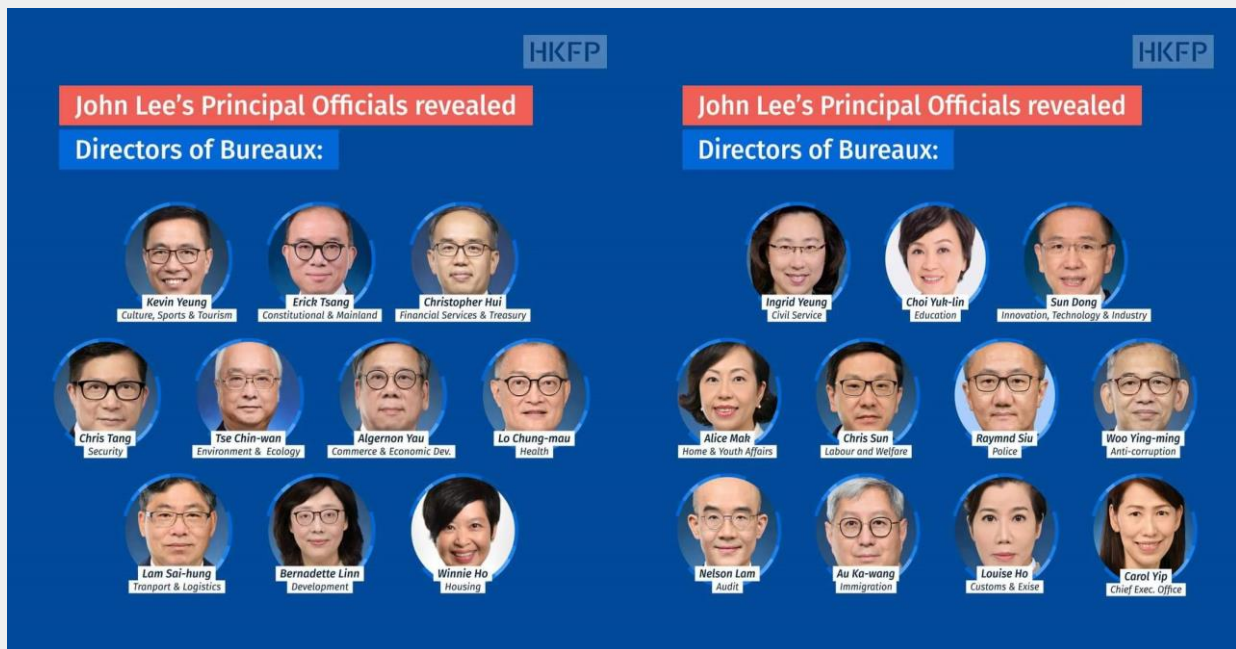 HKFP
John Lee's Principal Officials revealed
Directors of Bureaux:
Kevin Yeung
Culture, Sports & Tourism
Erick Tsang
Constitutional & Mainland
Christopher Hui
Financial Services & Treasury
Chris Tang
Security
Tse Chin-wan
Environment & Ecology
Algernon Yau
Commerce & Economic Dev.
Lo Chung-mau
Health
Lam Sai-hung
Tranport & Logistics
Bernadette Linn
Development
Winnie Ho
Housing
HKFP
John Lee's Principal Officials revealed
Directors of Bureaux:
Ingrid Yeung
Civil Service
Choi Yuk-lin
Education
Sun Dong
Innovation, Technology & Industry
Alice Mak
Home & Youth Affairs
Chris Sun
Labour and Welfare
Raymnd Siu
Police
Woo Ying-ming
Anti-corruption
Nelson Lam
Audit
Au Ka-wang
Immigration
Louise Ho
Customs & Exise
Carol Yip
Chief Exec. Office